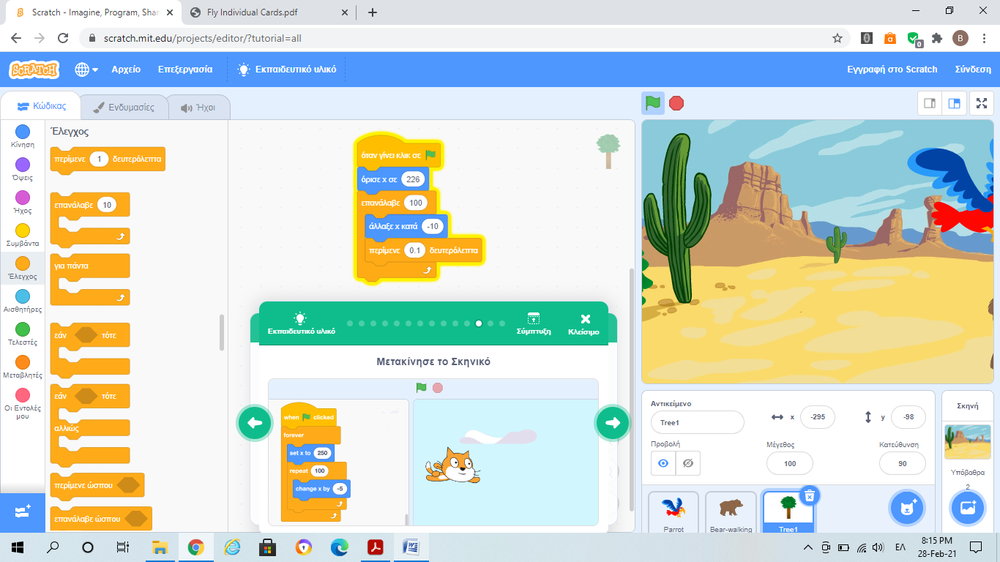 Scratch - Imagine, Program, Shar
Fly Individual Cards.pdf
scratch.mit.edu/projects/editor/?tutorial=all
0
B
SCRATCH
Αρχείο
Επεξεργασία
Εκπαιδευτικό υλικό
Εγγραφή στο Scratch
Σύνδεση
Κώδικας
Ενδυμασίες
Ήχοι
Κίνηση
Όψεις
Ήχος
Συμβάντα
Έλεγχος
Αισθητήρες
Τελεστές
Μεταβλητές
Οι Εντολές μου
Έλεγχος
περίμενε 1 δευτερόλεπτα
επανάλαβε 10
για πάντα
εάν τότε
εάν τότε
αλλιώς
περίμενε ώσπου
επανάλαβε ώσπου
όταν γίνει κλικ σε
όρισε x σε 226
επανάλαβε 100
άλλαξε x κατά -10
περίμενε 0.1 δευτερόλεπτα
Εκπαιδευτικό υλικό
Σύμπτυξη
Κλείσιμο
Μετακίνησε το Σκηνικό
when clicked
forever
set x to 250
repeat 100
change x by -5
Αντικείμενο
Tree1
x -295
y -98
Προβολή
Μέγεθος
100
Κατεύθυνση
90
Parrot
Bear-walking
Tree1
Σκηνή
Υπόβαθρα
2
ΕΛ
8:15 PM
28-Feb-21